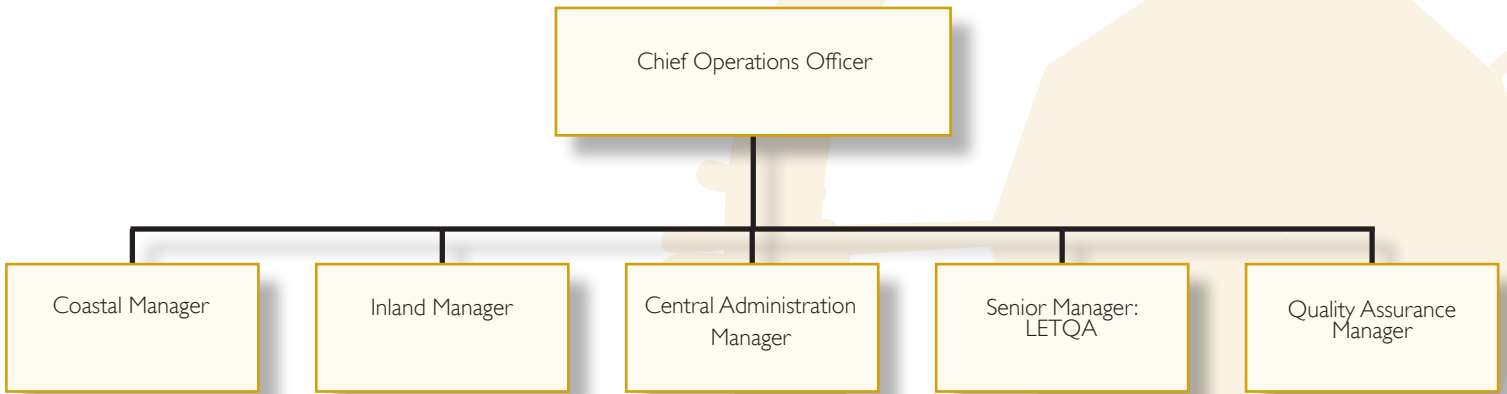 Chief Operations Officer
Coastal Manager
Inland Manager
Central Administration
Manager
Senior Manager:
LETQA
Quality Assurance
Manager